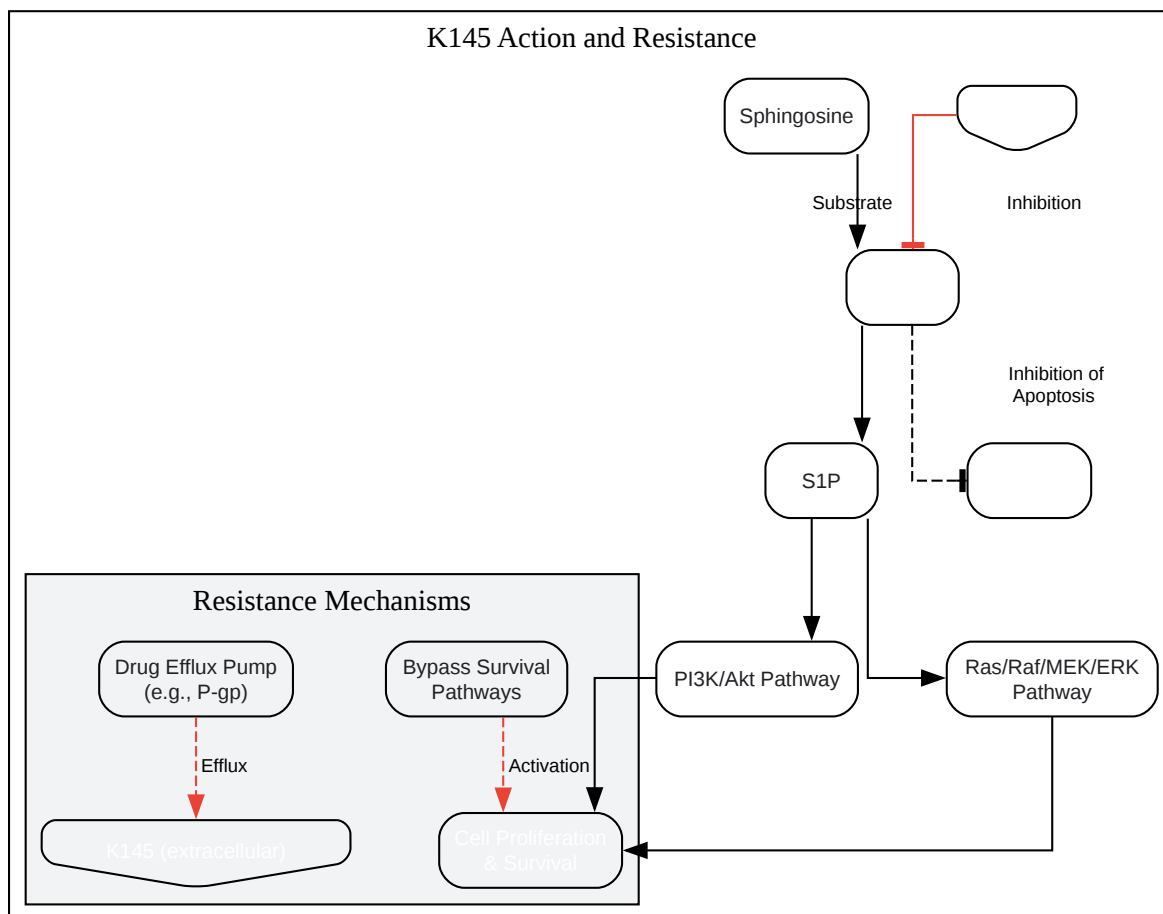 K145 Action and Resistance
Sphingosine
Substrate
Inhibition
Inhibition of
Apoptosis
S1P
Resistance Mechanisms
Drug Efflux Pump
(e.g., P-gp)
Bypass Survival
Pathways
PI3K/Akt Pathway
Ras/Raf/MEK/ERK
Pathway
Efflux
Activation
K145 (extracellular)
Cell Proliferation
& Survival